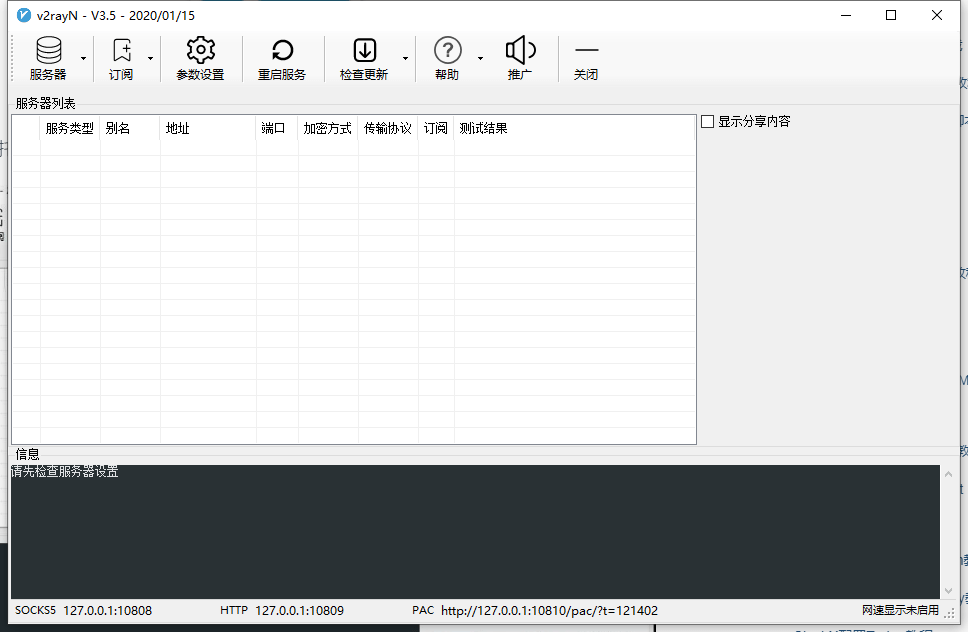 v2rayN - V3.5 - 2020/01/15
服务器 订阅 参数设置 重启服务 检查更新 帮助 推广 关闭
服务器列表
服务类型 别名 地址 端口 加密方式 传输协议 订阅 测试结果
显示分享内容
信息
请先检查服务器设置
SOCKS5 127.0.0.1:10808 HTTP 127.0.0.1:10809 PAC http://127.0.0.1:10810/pac/?t=121402 网速显示未启用